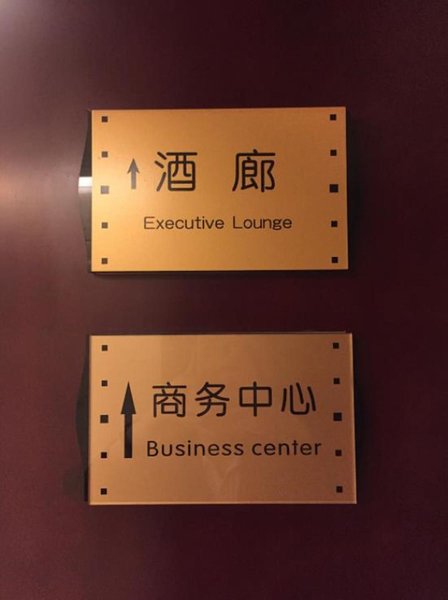 酒廊
Executive Lounge
商务中心
Business center